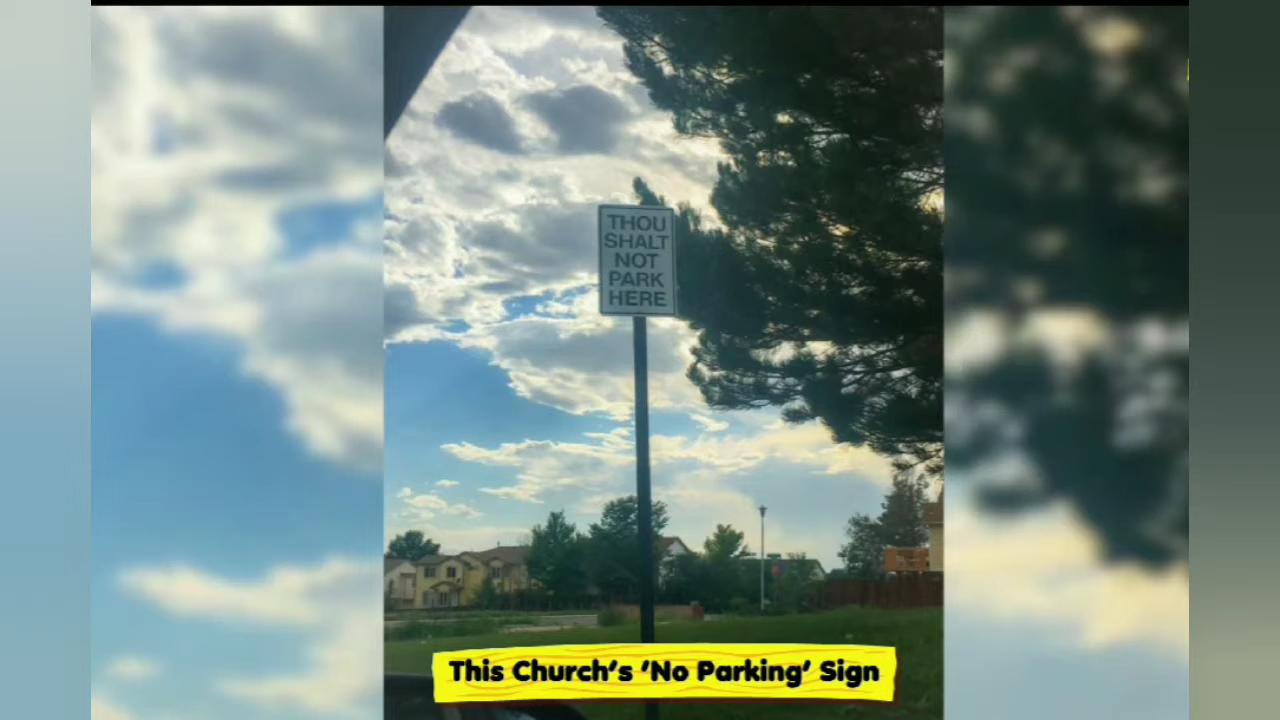 THOU
SHALT
NOT
PARK
HERE
This Church's 'No Parking' Sign